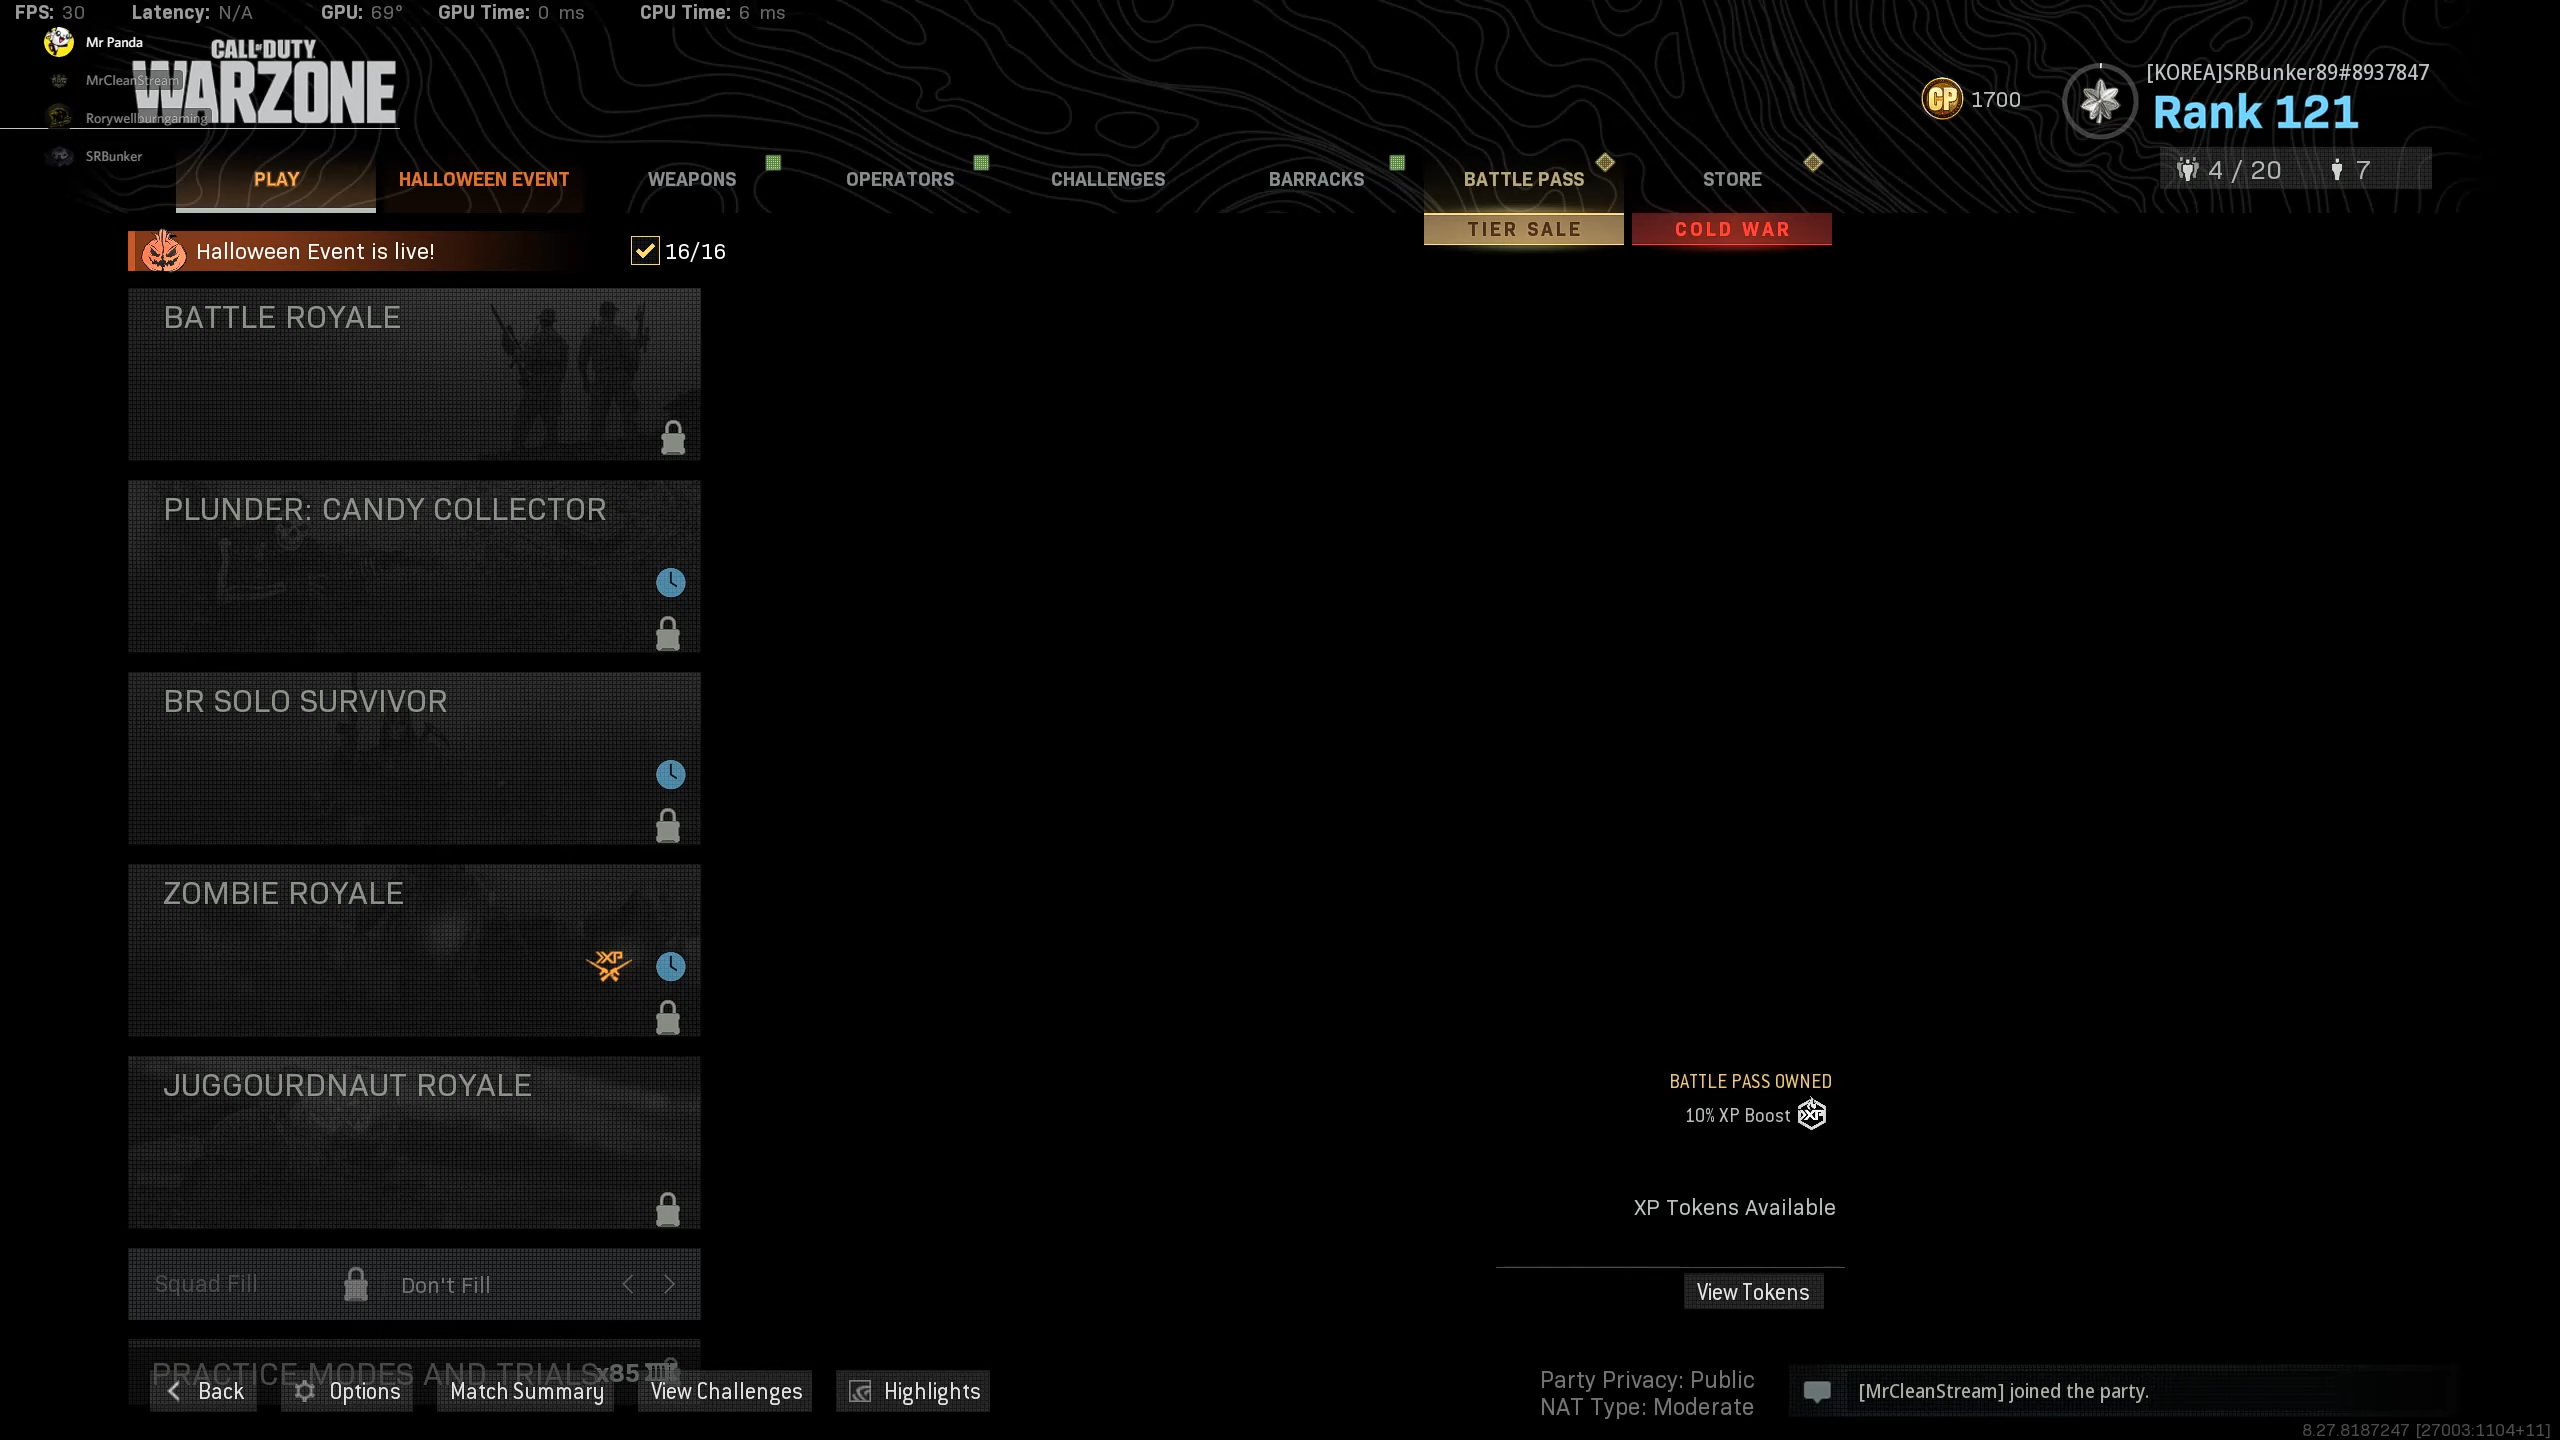 FPS: 30 Latency: N/A GPU: 69° GPU Time: 0 ms CPU Time: 6 ms
Mr Panda
MrCleanStream
Rorywellburngaming
SRBunker
CALL OF DUTY
WARZONE
CP 1700
[KOREA]SRBunker89#8937847
Rank 121
4 / 20 7
PLAY HALLOWEEN EVENT WEAPONS OPERATORS CHALLENGES BARRACKS BATTLE PASS STORE
TIER SALE COLD WAR
Halloween Event is live! 16/16
BATTLE ROYALE
PLUNDER: CANDY COLLECTOR
BR SOLO SURVIVOR
ZOMBIE ROYALE
XP
JUGGOURDNAUT ROYALE
BATTLE PASS OWNED
10% XP Boost XP
XP Tokens Available
View Tokens
Squad Fill Don't Fill
PRACTICE MODES AND TRIALS x85
Back Options Match Summary View Challenges Highlights
Party Privacy: Public
NAT Type: Moderate
[MrCleanStream] joined the party.
8.27.8187247 [27003:1104+11]